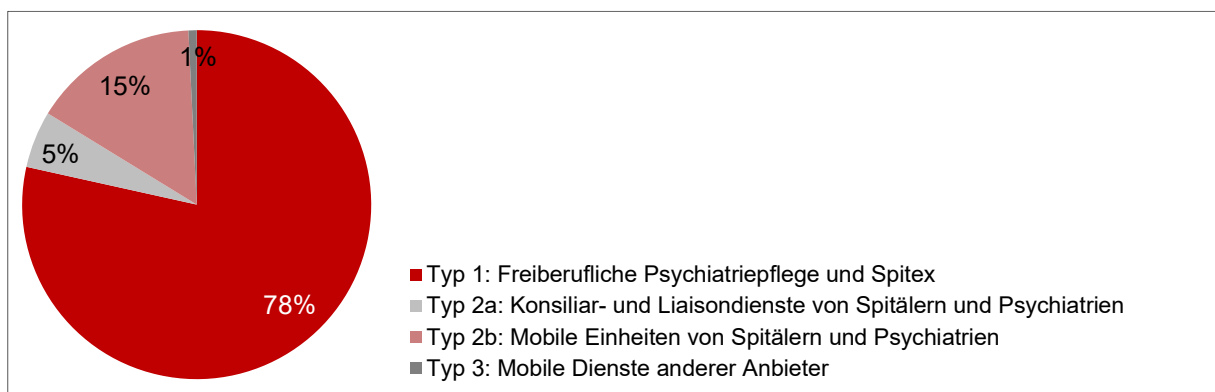 1%
15%
5%
78%
Typ 1: Freiberufliche Psychiatriepflege und Spitex
Typ 2a: Konsiliar- und Liaisondienste von Spitälern und Psychiatrien
Typ 2b: Mobile Einheiten von Spitälern und Psychiatrien
Typ 3: Mobile Dienste anderer Anbieter